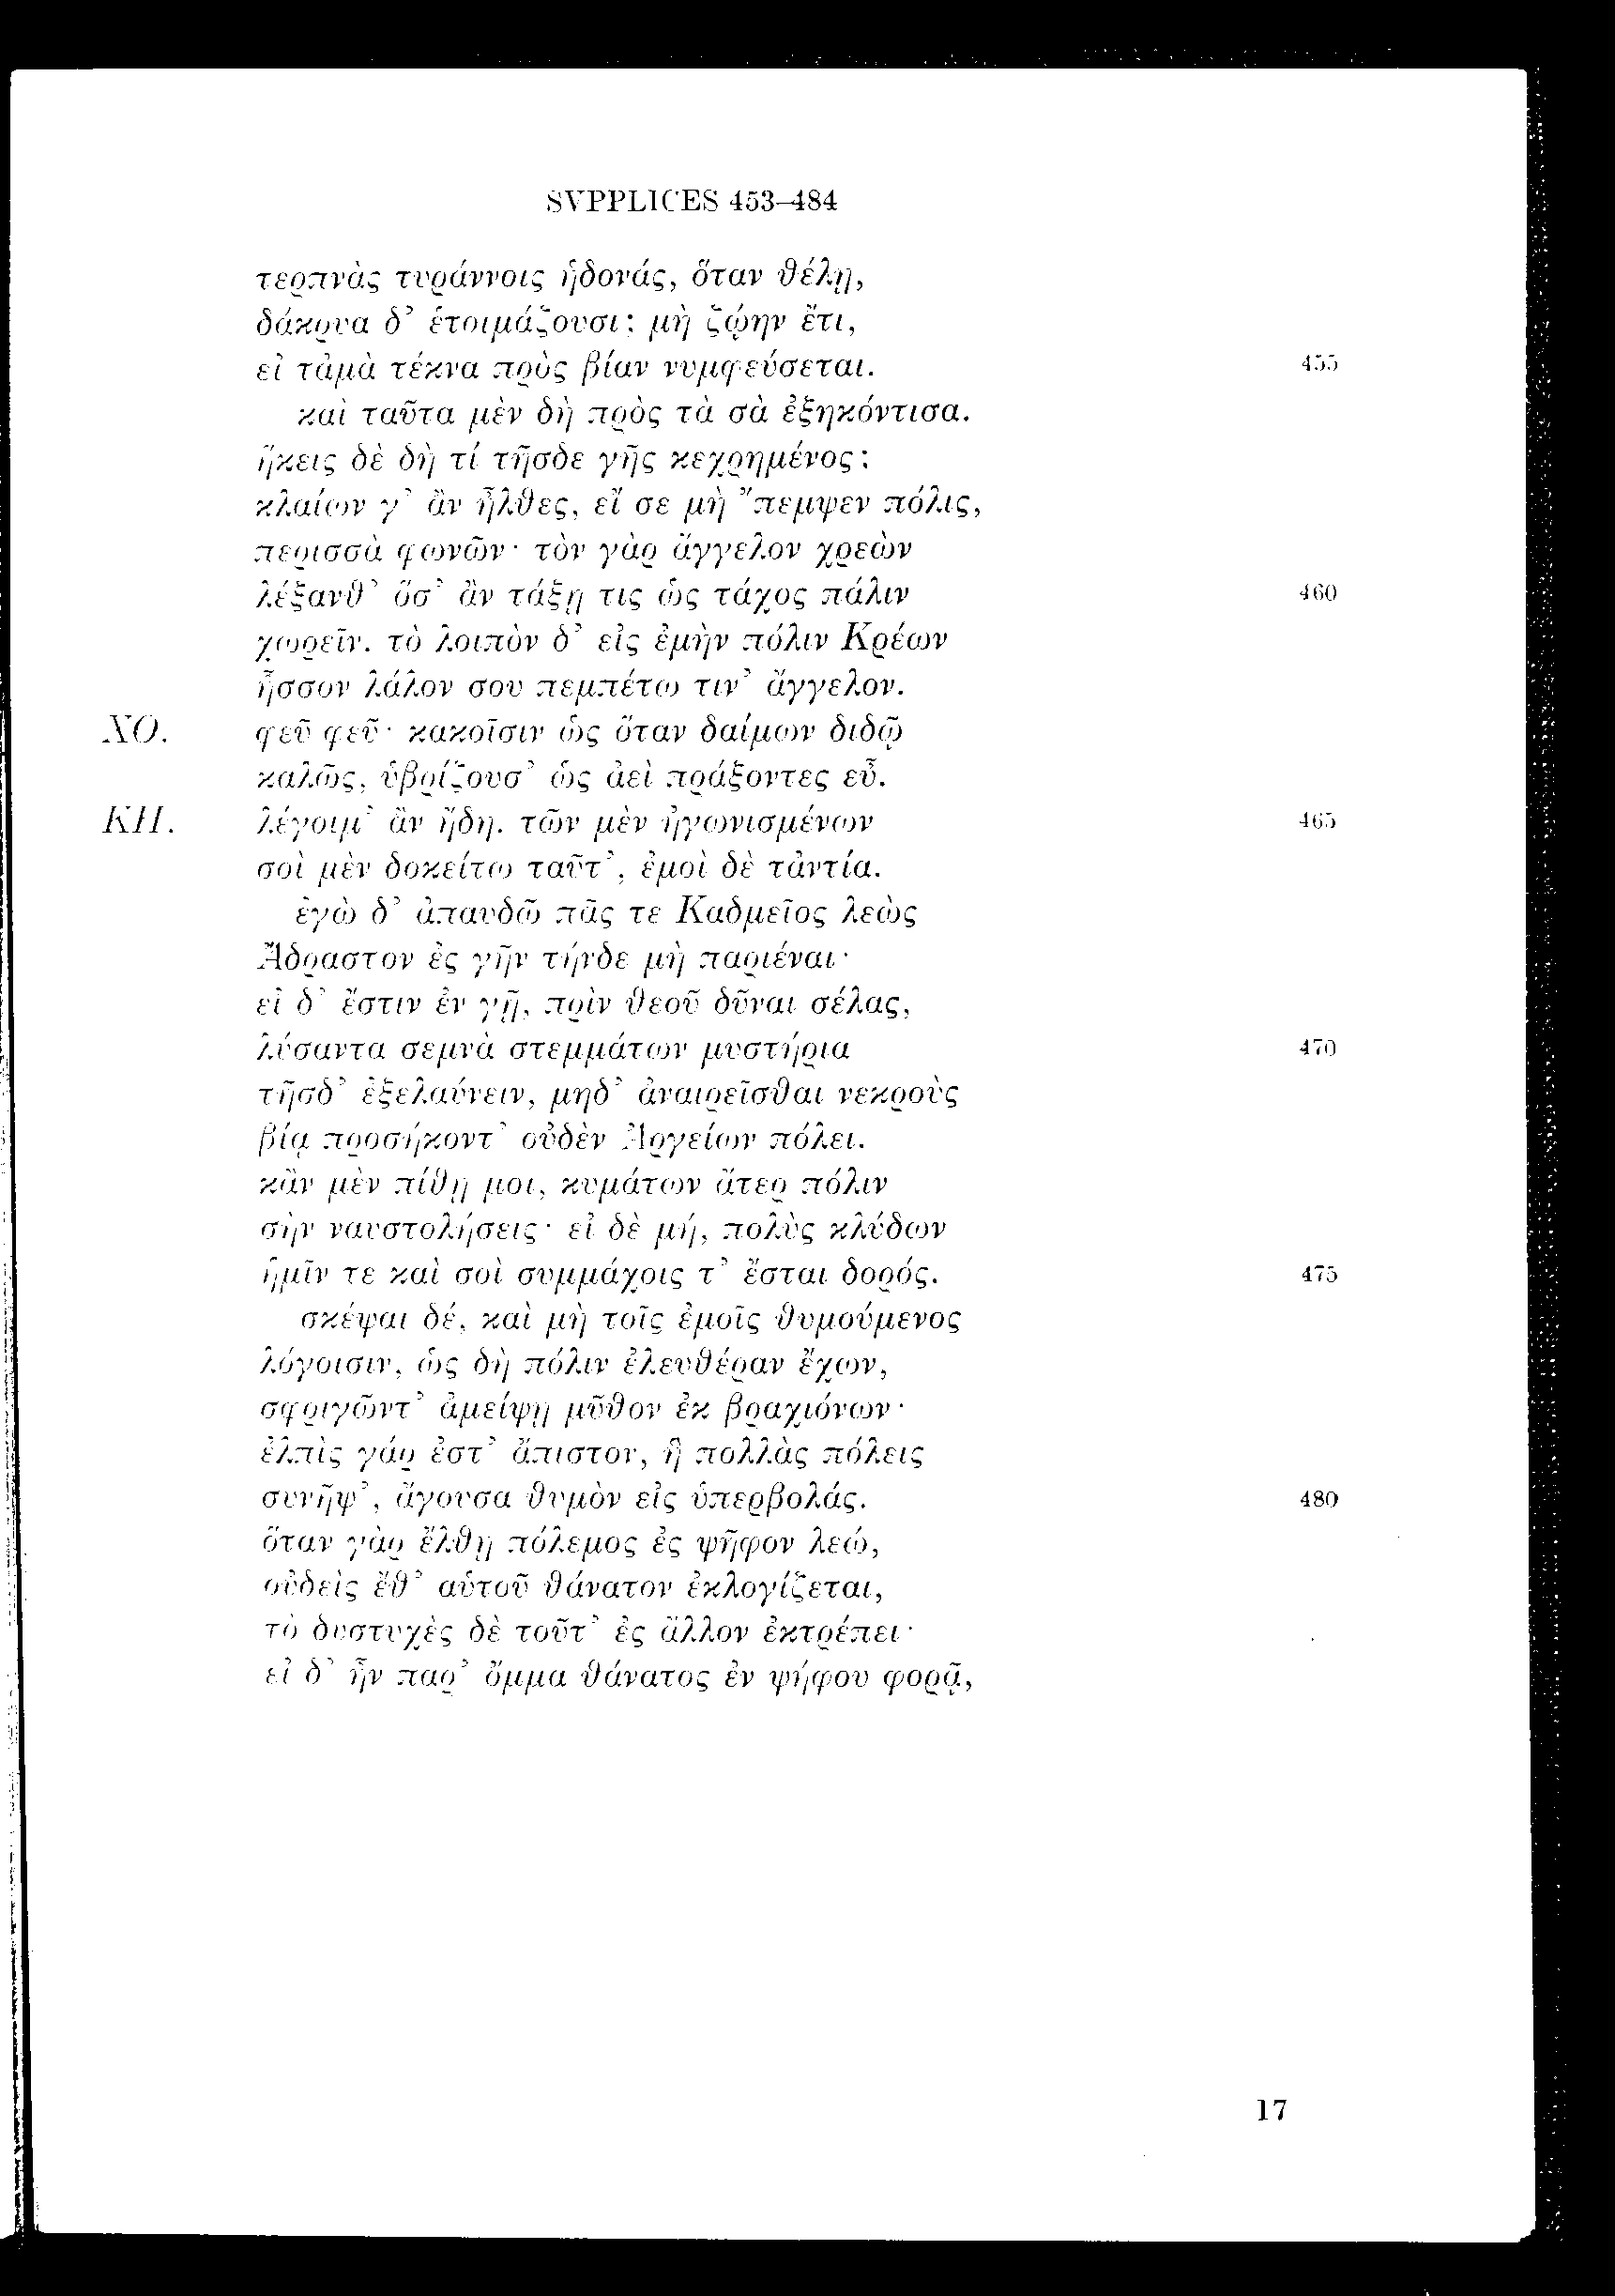 SVPPLICES 453–484
τερπνὰς τυράννοις ἡδονάς, ὅταν θέλῃ,
δάκρυα δ’ ἑτοιμάζουσι; μὴ ζῴην ἔτι,
εἰ τἀμὰ τέκνα πρὸς βίαν νυμφεύσεται. 455
καὶ ταῦτα μὲν δὴ πρὸς τὰ σὰ ἐξηκόντισα.
ἥκεις δὲ δὴ τί τῆσδε γῆς κεχρημένος;
κλαίων γ’ ἂν ἦλθες, εἴ σε μὴ ’’πεμψεν πόλις,
περισσὰ φωνῶν· τὸν γὰρ ἄγγελον χρεὼν
λέξανθ’ ὅσ’ ἂν τάξῃ τις ὡς τάχος πάλιν 460
χωρεῖν. τὸ λοιπὸν δ’ εἰς ἐμὴν πόλιν Κρέων
ἧσσον λάλον σου πεμπέτω τιν’ ἄγγελον.
ΧΟ. φεῦ φεῦ· κακοῖσιν ὡς ὅταν δαίμων διδῷ
καλῶς, ὑβρίζουσ’ ὡς ἀεὶ πράξοντες εὖ.
ΚΗ. λέγοιμ’ ἂν ἤδη. τῶν μὲν ἠγωνισμένων 465
σοὶ μὲν δοκείτω ταῦτ’, ἐμοὶ δὲ τἀντία.
ἐγὼ δ’ ἀπαυδῶ πᾶς τε Καδμεῖος λεὼς
Ἄδραστον ἐς γῆν τήνδε μὴ παριέναι·
εἰ δ’ ἔστιν ἐν γῇ, πρὶν θεοῦ δῦναι σέλας,
λύσαντα σεμνὰ στεμμάτων μυστήρια 470
τῆσδ’ ἐξελαύνειν, μηδ’ ἀναιρεῖσθαι νεκροὺς
βίᾳ προσήκοντ’ οὐδὲν Ἀργείων πόλει.
κἂν μὲν πίθῃ μοι, κυμάτων ἄτερ πόλιν
σὴν ναυστολήσεις· εἰ δὲ μή, πολὺς κλύδων
ἡμῖν τε καὶ σοὶ συμμάχοις τ’ ἔσται δορός. 475
σκέψαι δέ, καὶ μὴ τοῖς ἐμοῖς θυμούμενος
λόγοισιν, ὡς δὴ πόλιν ἐλευθέραν ἔχων,
σφριγῶντ’ ἀμείψῃ μῦθον ἐκ βραχιόνων·
ἐλπὶς γάρ ἐστ’ ἄπιστον, ἣ πολλὰς πόλεις
συνῆψ’, ἄγουσα θυμὸν εἰς ὑπερβολάς. 480
ὅταν γὰρ ἔλθῃ πόλεμος ἐς ψῆφον λεώ,
οὐδεὶς ἔθ’ αὑτοῦ θάνατον ἐκλογίζεται,
τὸ δυστυχὲς δὲ τοῦτ’ ἐς ἄλλον ἐκτρέπει·
εἰ δ’ ἦν παρ’ ὄμμα θάνατος ἐν ψήφου φορᾷ,
17